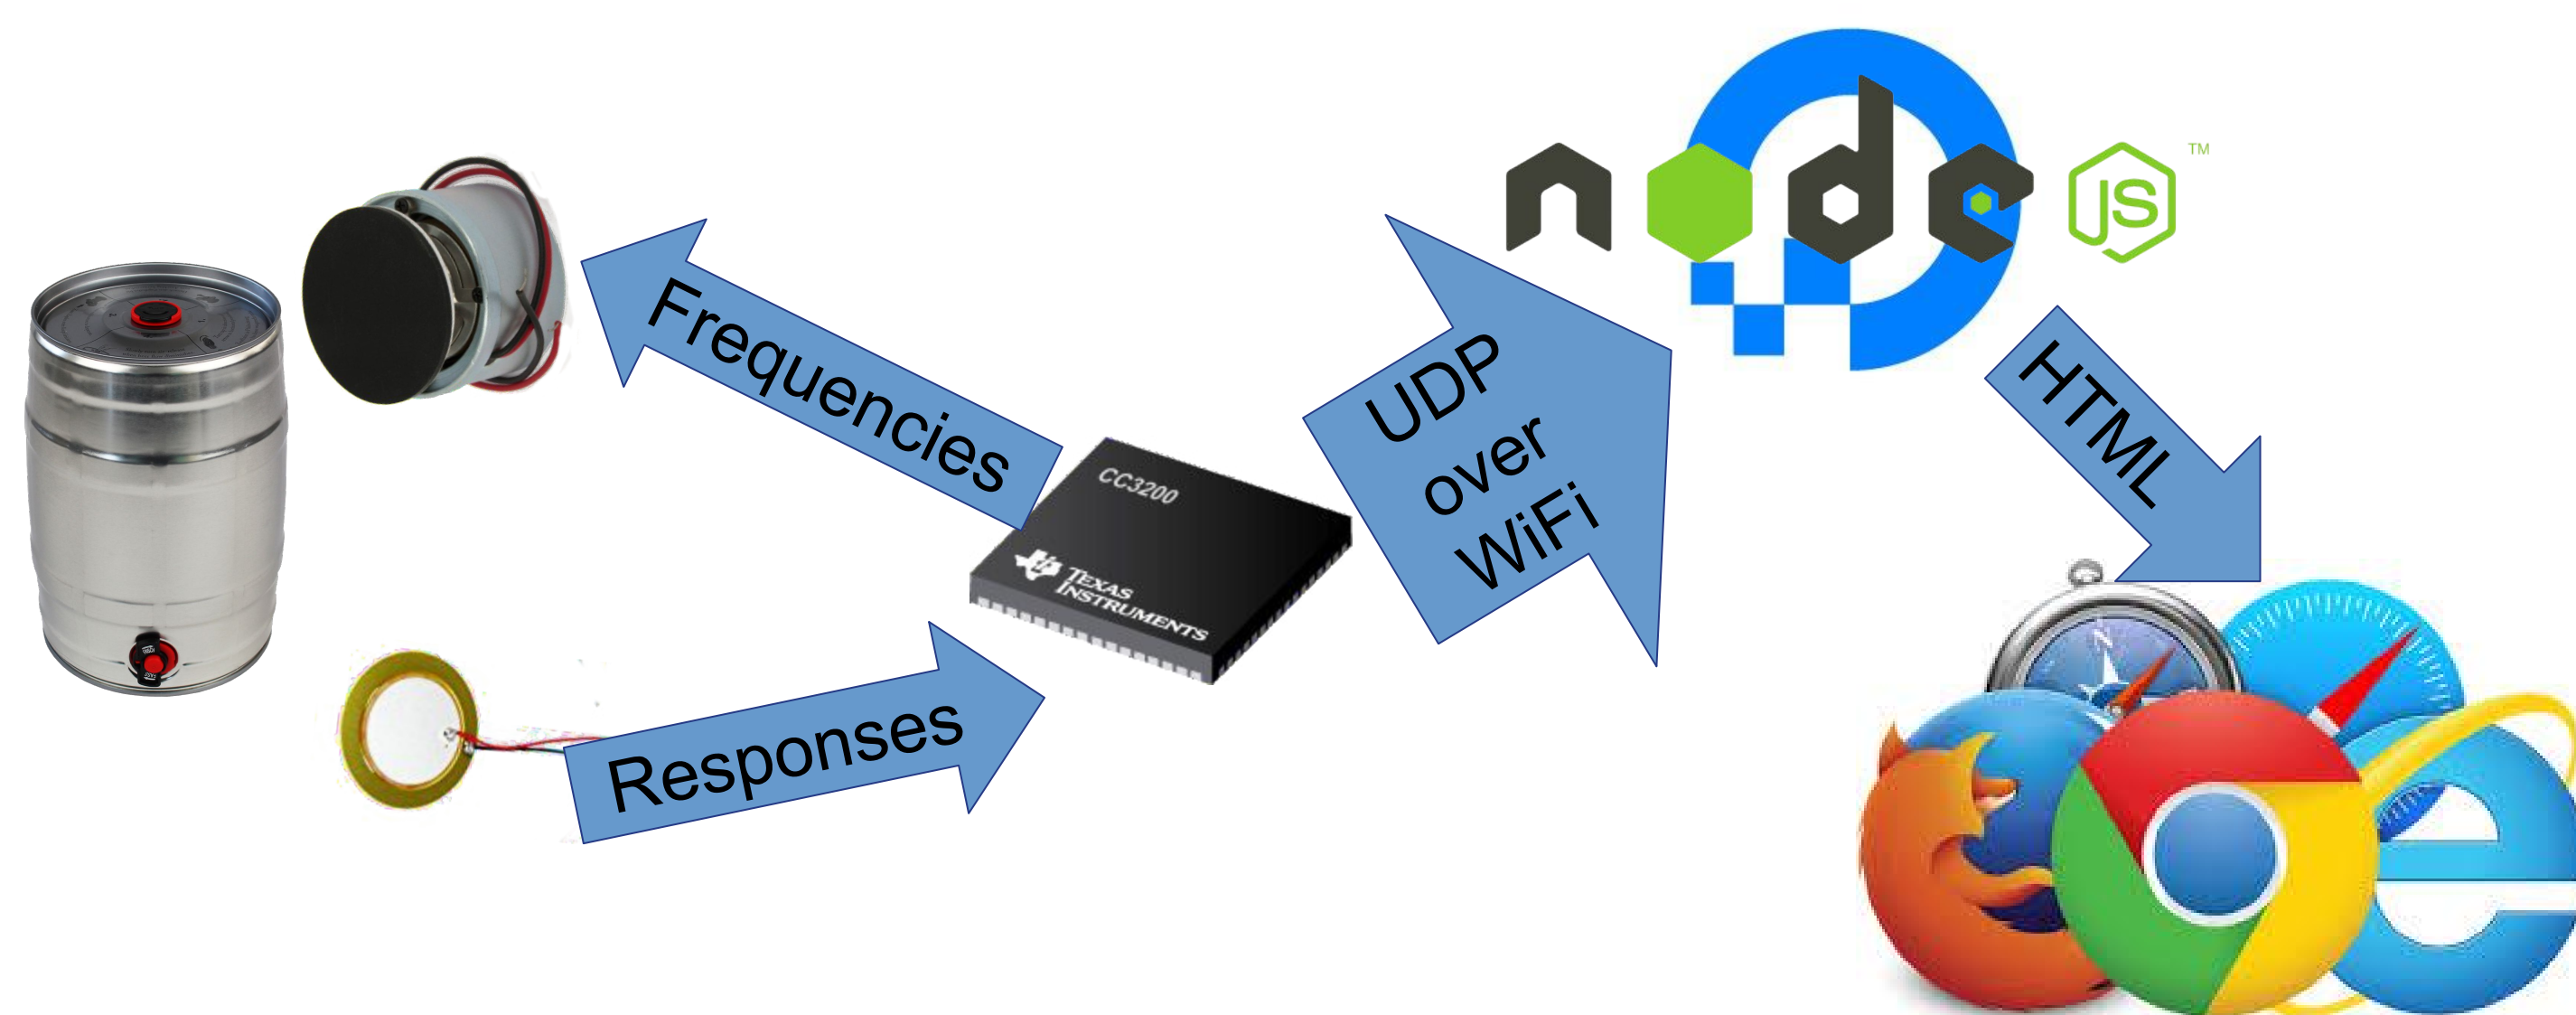 Frequencies
Responses
CC3200
TEXAS
INSTRUMENTS
UDP
over
WiFi
node
JS
TM
HTML
N